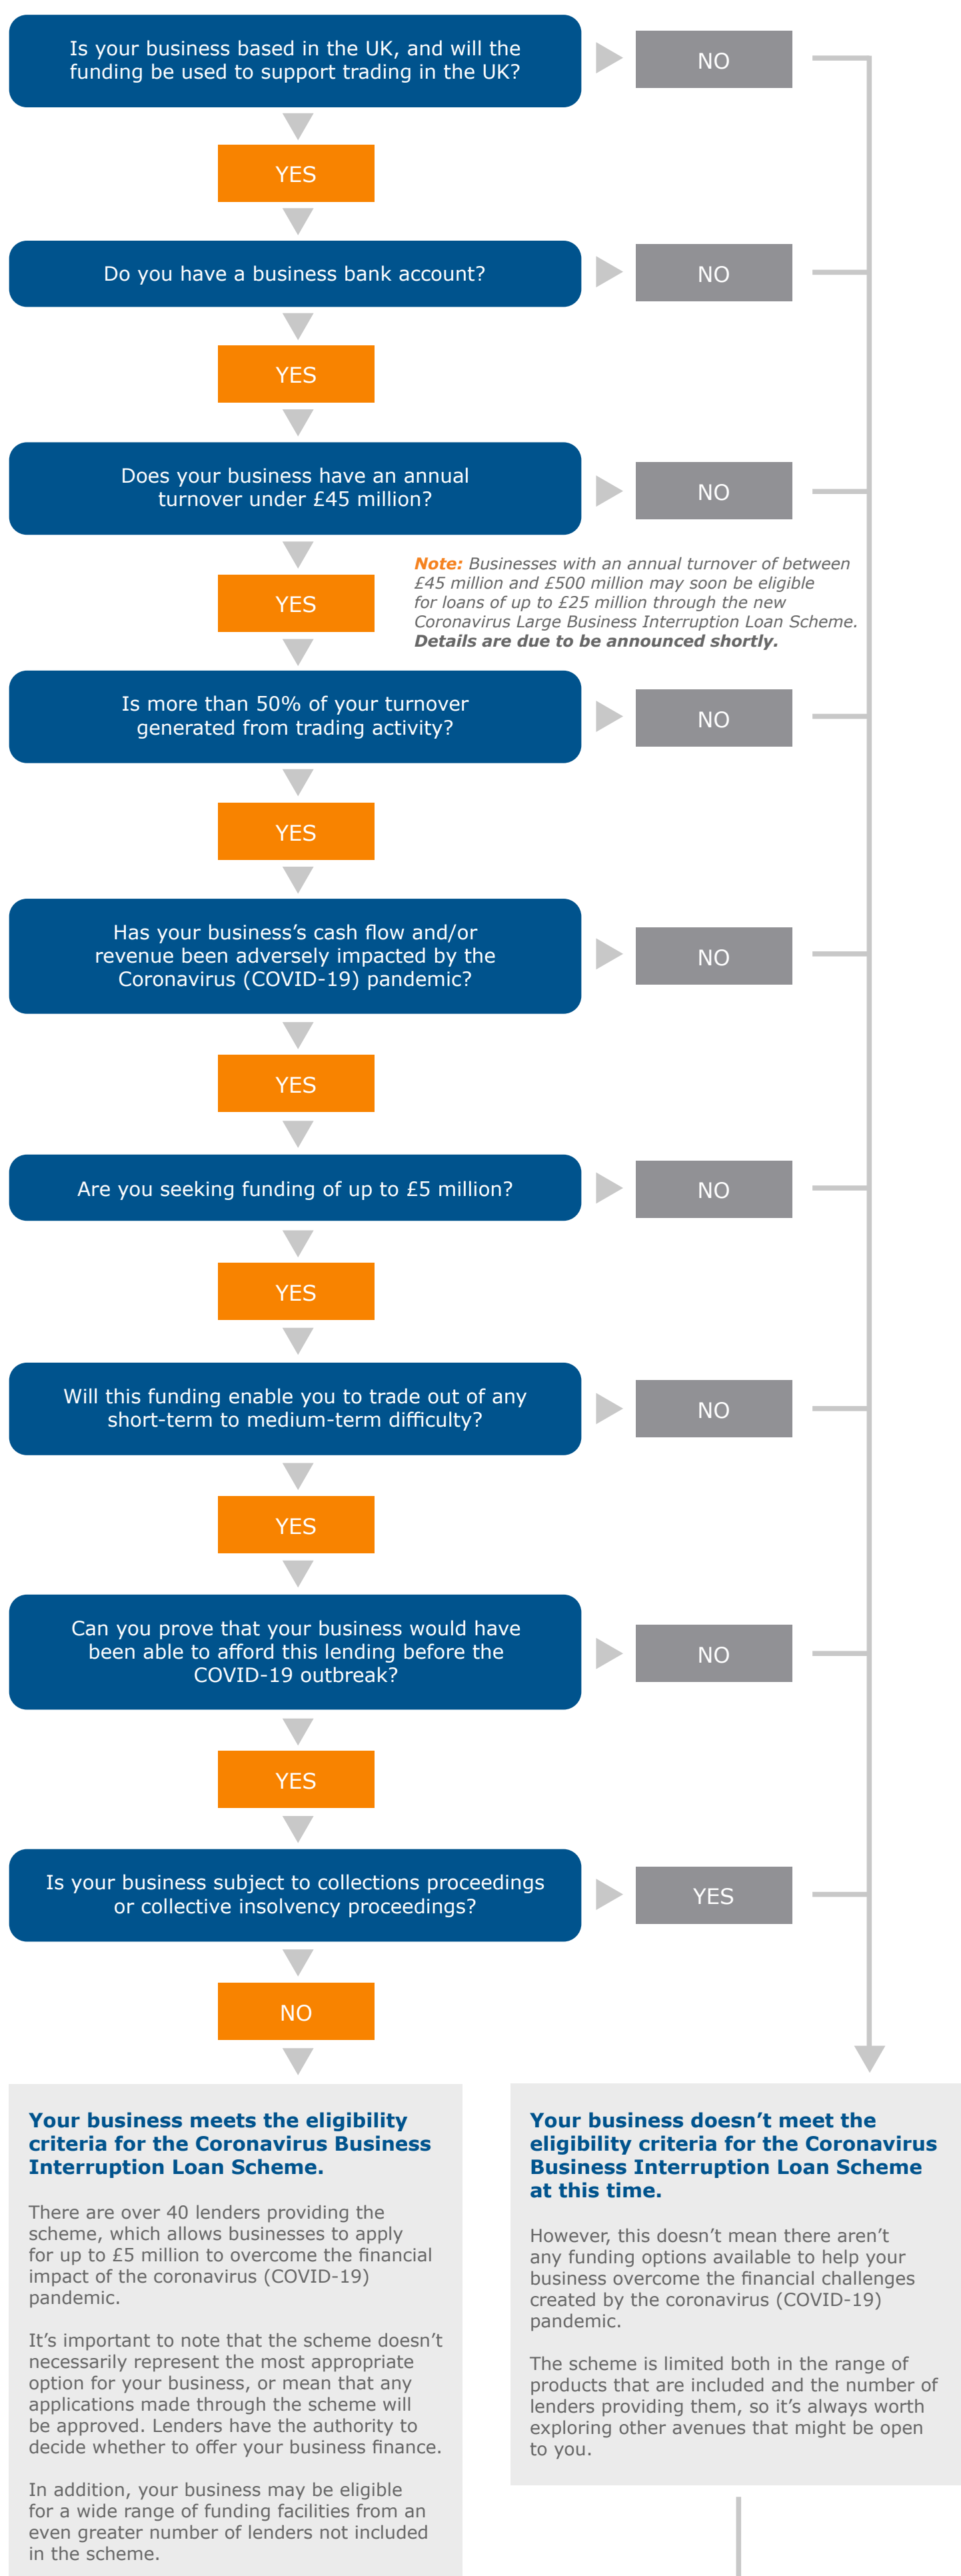 Is your business based in the UK, and will the
funding be used to support trading in the UK?
NO
YES
Do you have a business bank account?
NO
YES
Does your business have an annual
turnover under £45 million?
NO
YES
Note: Businesses with an annual turnover of between
£45 million and £500 million may soon be eligible
for loans of up to £25 million through the new
Coronavirus Large Business Interruption Loan Scheme.
Details are due to be announced shortly.
Is more than 50% of your turnover
generated from trading activity?
NO
YES
Has your business’s cash flow and/or
revenue been adversely impacted by the
Coronavirus (COVID-19) pandemic?
NO
YES
Are you seeking funding of up to £5 million?
NO
YES
Will this funding enable you to trade out of any
short-term to medium-term difficulty?
NO
YES
Can you prove that your business would have
been able to afford this lending before the
COVID-19 outbreak?
NO
YES
Is your business subject to collections proceedings
or collective insolvency proceedings?
YES
NO
Your business meets the eligibility
criteria for the Coronavirus Business
Interruption Loan Scheme.
There are over 40 lenders providing the
scheme, which allows businesses to apply
for up to £5 million to overcome the financial
impact of the coronavirus (COVID-19)
pandemic.
It’s important to note that the scheme doesn’t
necessarily represent the most appropriate
option for your business, or mean that any
applications made through the scheme will
be approved. Lenders have the authority to
decide whether to offer your business finance.
In addition, your business may be eligible
for a wide range of funding facilities from an
even greater number of lenders not included
in the scheme.
Your business doesn’t meet the
eligibility criteria for the Coronavirus
Business Interruption Loan Scheme
at this time.
However, this doesn’t mean there aren’t
any funding options available to help your
business overcome the financial challenges
created by the coronavirus (COVID-19)
pandemic.
The scheme is limited both in the range of
products that are included and the number of
lenders providing them, so it’s always worth
exploring other avenues that might be open
to you.